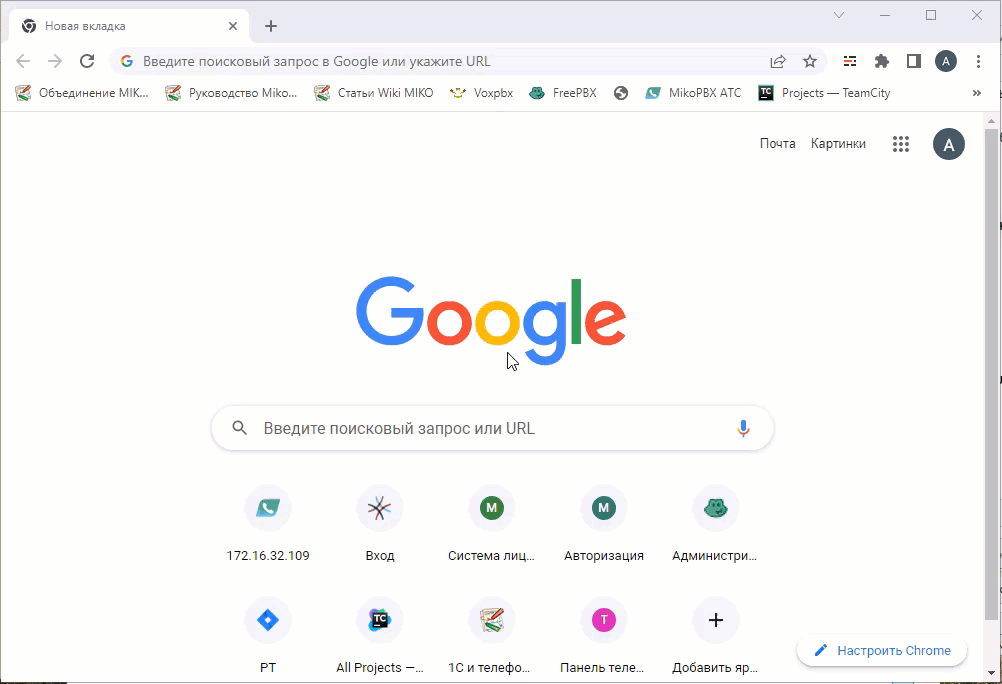 Новая вкладка
Введите поисковый запрос в Google или укажите URL
A
Объединение MIK...
Руководство Miko...
Статьи Wiki MIKO
Voxpbx
FreePBX
MikoPBX АТС
TC
Projects — TeamCity
»
Почта
Картинки
A
Google
Введите поисковый запрос или URL
M
M
172.16.32.109
Вход
Система лиц...
Авторизация
Администри...
TC
T
PT
All Projects —...
1С и телефо...
Панель теле...
Добавить яр...
Настроить Chrome